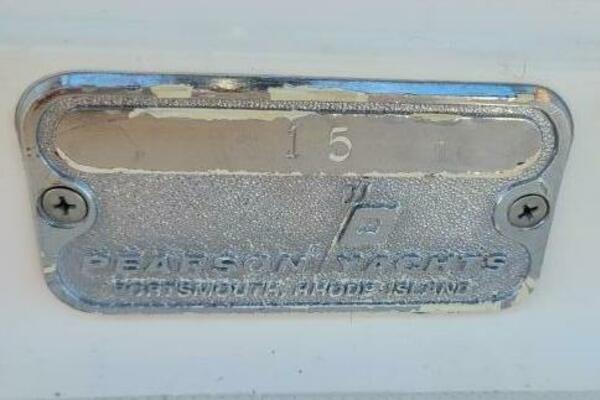 15
PEARSON YACHTS
PORTSMOUTH, RHODE ISLAND